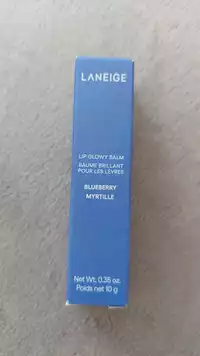 LANEIGE
LIP GLOWY BALM
BAUME BRILLANT
POUR LES LÈVRES
BLUEBERRY
MYRTILLE
Net Wt. 0.35 oz.
Poids net 10 g